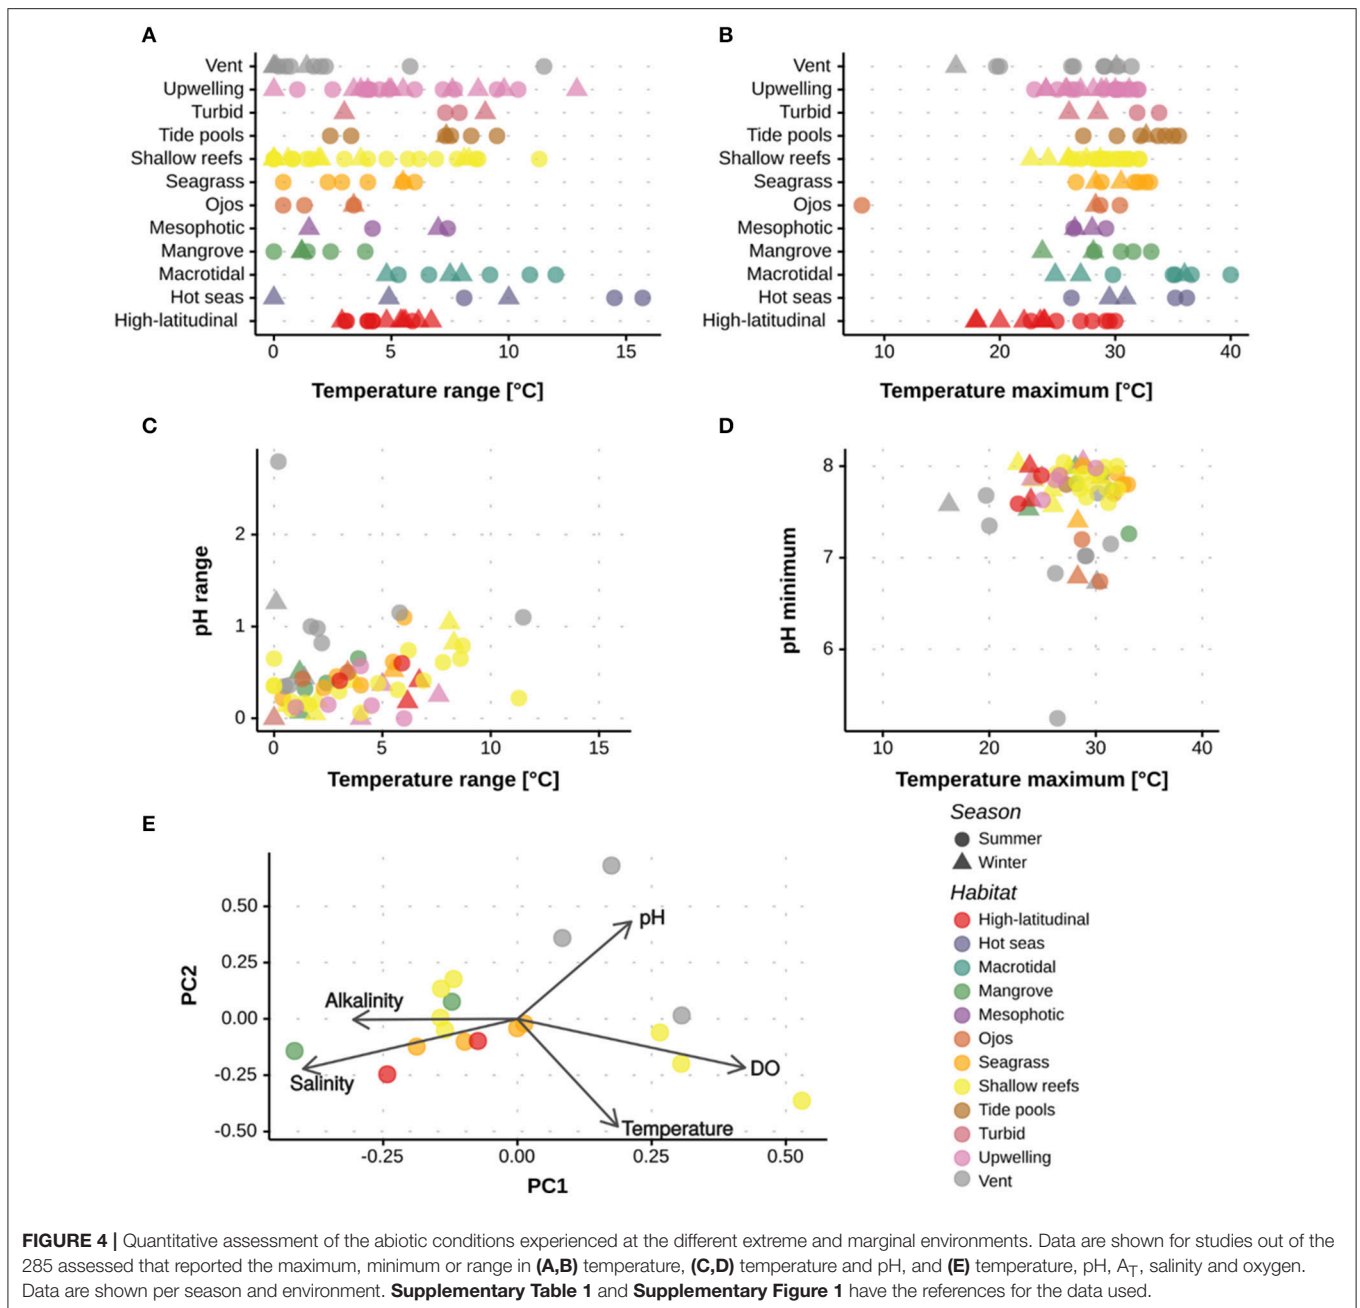 A
Vent
Upwelling
Turbid
Tide pools
Shallow reefs
Seagrass
Ojos
Mesophotic
Mangrove
Macrotidal
Hot seas
High-latitudinal
0 5 10 15
Temperature range [°C]
B
Vent
Upwelling
Turbid
Tide pools
Shallow reefs
Seagrass
Ojos
Mesophotic
Mangrove
Macrotidal
Hot seas
High-latitudinal
10 20 30 40
Temperature maximum [°C]
C
pH range
2
1
0
0 5 10 15
Temperature range [°C]
D
pH minimum
8
7
6
10 20 30 40
Temperature maximum [°C]
E
PC2
0.50
0.25
0.00
-0.25
-0.50
pH
Alkalinity
Salinity
DO
Temperature
-0.25 0.00 0.25 0.50
PC1
Season
Summer
Winter
Habitat
High-latitudinal
Hot seas
Macrotidal
Mangrove
Mesophotic
Ojos
Seagrass
Shallow reefs
Tide pools
Turbid
Upwelling
Vent
FIGURE 4 | Quantitative assessment of the abiotic conditions experienced at the different extreme and marginal environments. Data are shown for studies out of the
285 assessed that reported the maximum, minimum or range in (A,B) temperature, (C,D) temperature and pH, and (E) temperature, pH, A_T, salinity and oxygen.
Data are shown per season and environment. Supplementary Table 1 and Supplementary Figure 1 have the references for the data used.